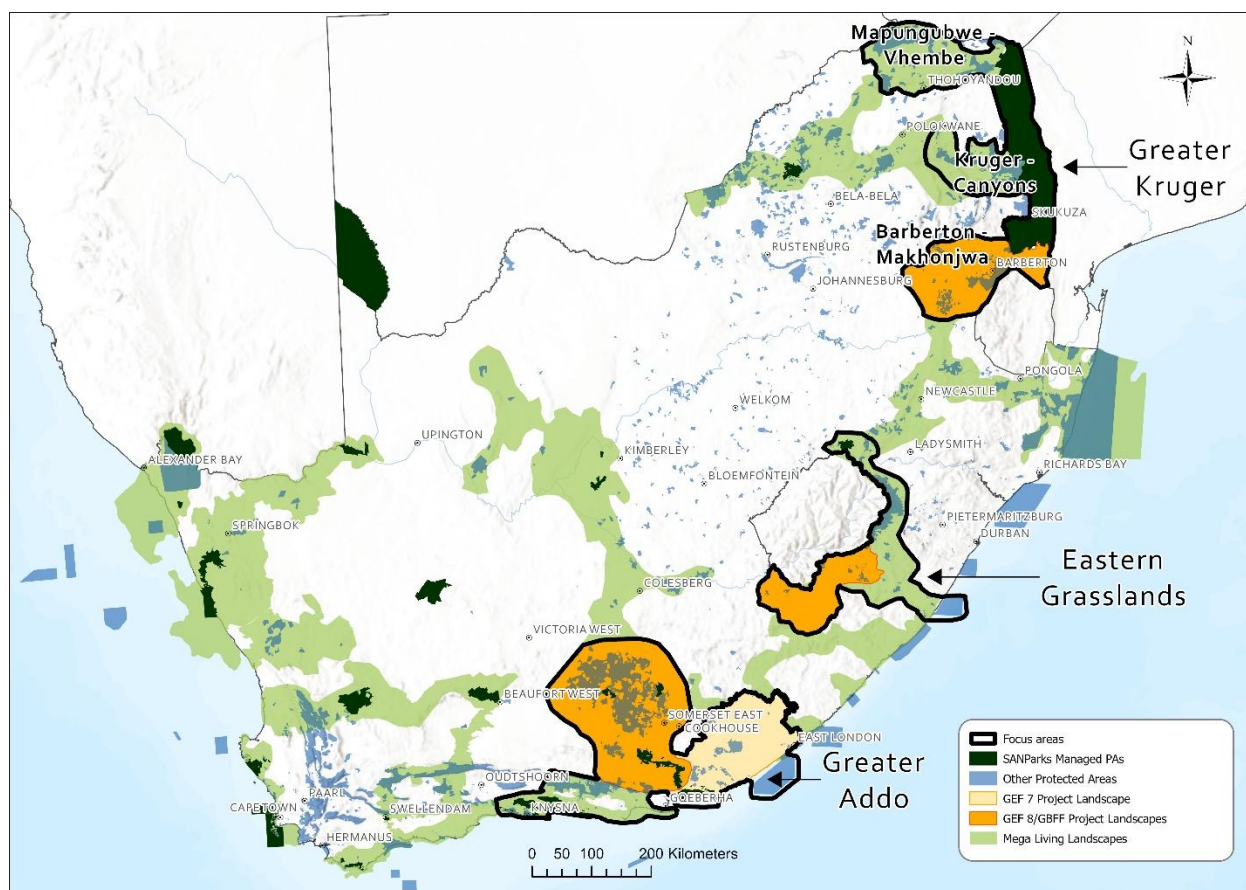 Mapungubwe -
Vhembe
THOHOYANDOU
N
POLOKWANE
Kruger -
Canyons
Greater
Kruger
BELA-BELA
SKUKUZA
Barberton -
Makhonjwa
RUSTENBURG
BARBERTON
JOHANNESBURG
PONGOLA
NEWCASTLE
WELKOM
UPINGTON
KIMBERLEY
LADYSMITH
ALEXANDER BAY
BLOEMFONTEIN
RICHARDS BAY
SPRINGBOK
PIETERMARITZBURG
DURBAN
COLESBERG
Eastern
Grasslands
VICTORIA WEST
BEAUFORT WEST
SOMERSET EAST
COOKHOUSE
EAST LONDON
Greater
Addo
OUDTSHOORN
GQEBERHA
PAARL
CAPETOWN
SWELLENDAM
KNYSNA
HERMANUS
0 50 100 200 Kilometers
Focus areas
SANParks Managed PAs
Other Protected Areas
GEF 7 Project Landscape
GEF 8/GBFF Project Landscapes
Mega Living Landscapes